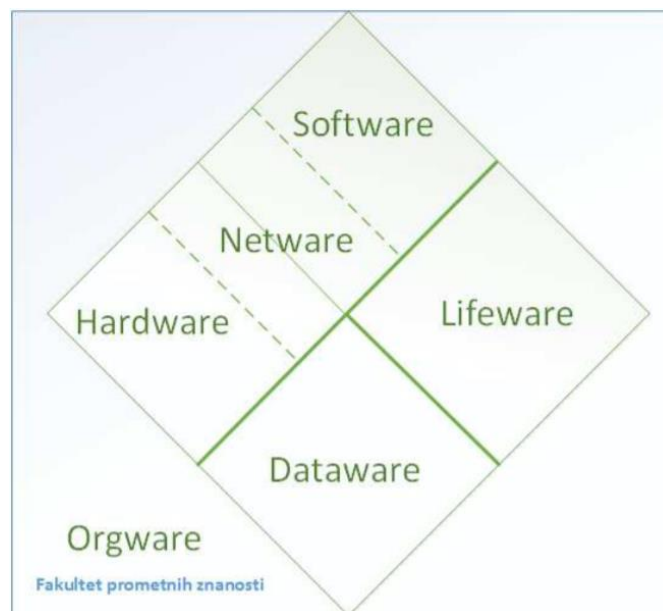 Software
Netware
Hardware
Lifeware
Dataware
Orgware
Fakultet prometnih znanosti